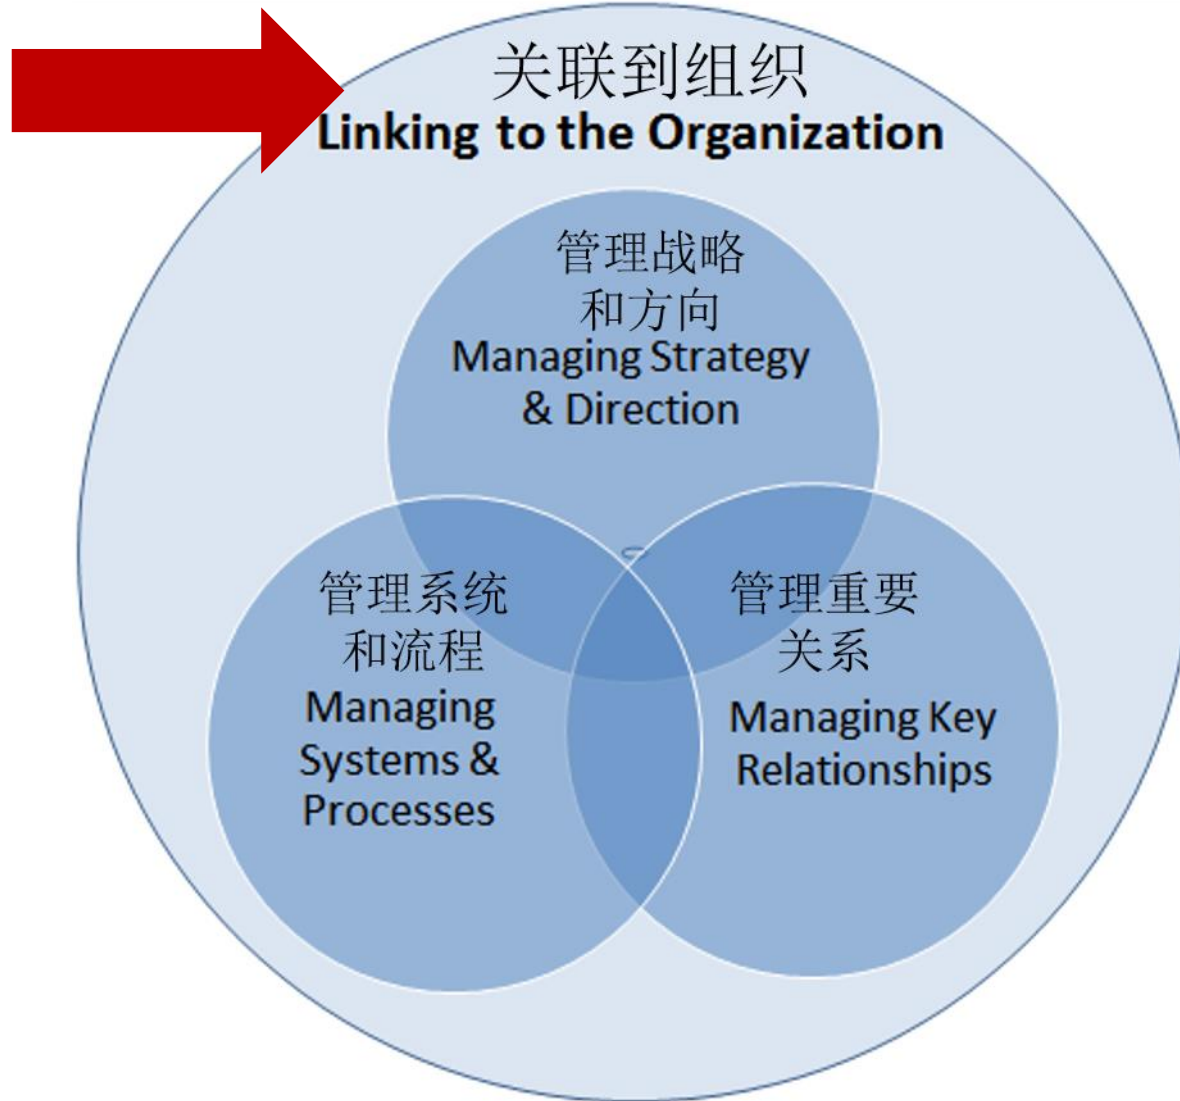 关联到组织
Linking to the Organization
管理战略
和方向
Managing Strategy
& Direction
管理系统
和流程
Managing
Systems &
Processes
管理重要
关系
Managing Key
Relationships